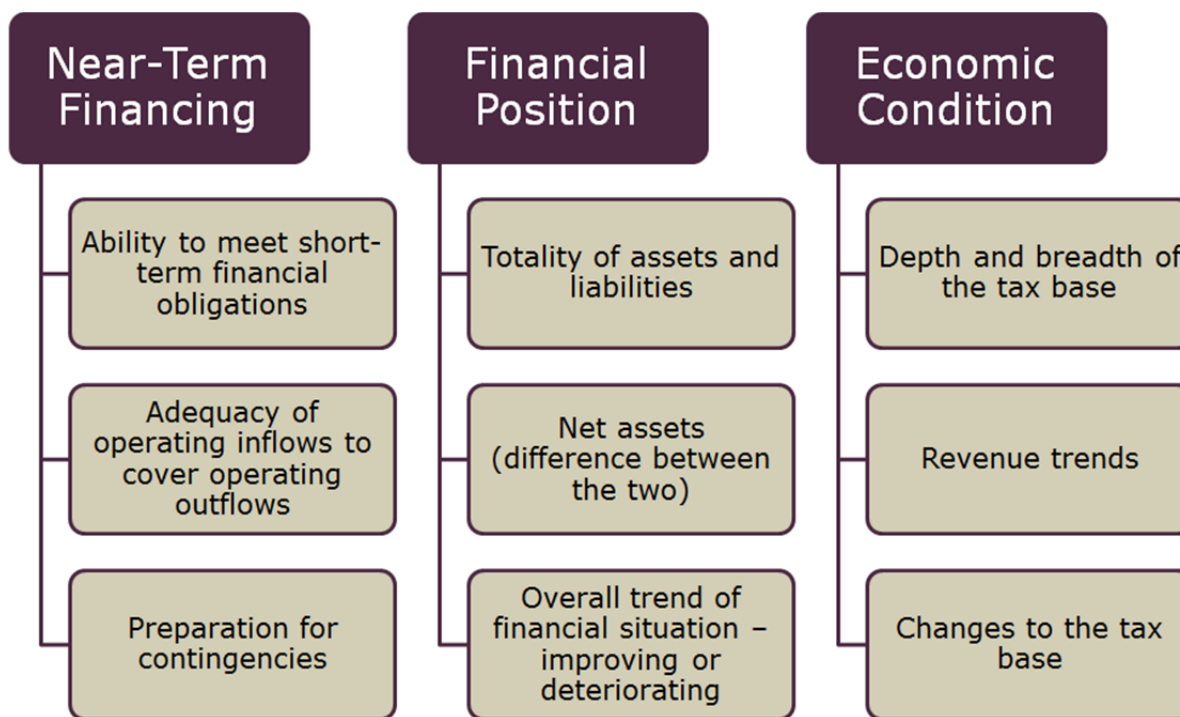 Near-Term
Financing
Ability to meet short-
term financial
obligations
Adequacy of
operating inflows to
cover operating
outflows
Preparation for
contingencies
Financial
Position
Totality of assets and
liabilities
Net assets
(difference between
the two)
Overall trend of
financial situation –
improving or
deteriorating
Economic
Condition
Depth and breadth of
the tax base
Revenue trends
Changes to the tax
base